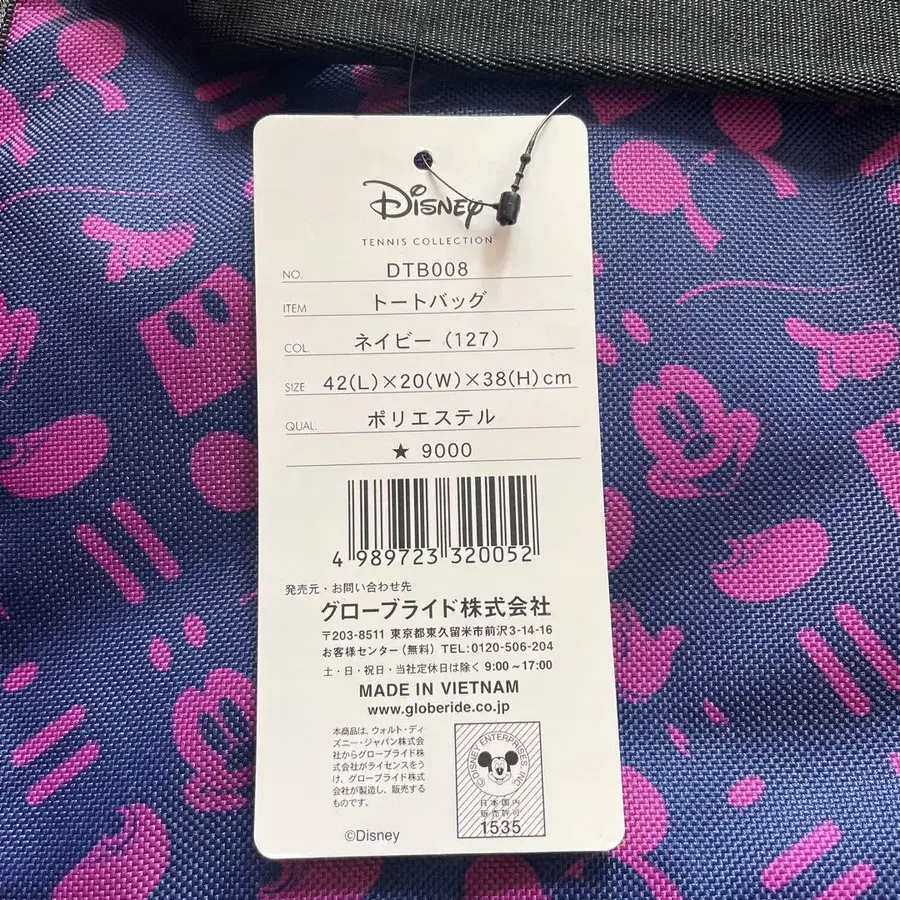 Disney
TENNIS COLLECTION
NO. DTB008
ITEM トートバッグ
COL. ネイビー（127）
SIZE 42(L)×20(W)×38(H)cm
QUAL. ポリエステル
★ 9000
4 989723 320052
発売元・お問い合わせ先
グローブライド株式会社
〒203-8511 東京都東久留米市前沢3-14-16
お客様センター（無料）TEL:0120-506-204
土・日・祝日・当社定休日は除く 9:00～17:00
MADE IN VIETNAM
www.globeride.co.jp
本商品は、ウォルト・ディ
ズニー・ジャパン株式会
社からグローブライド株
式会社がライセンスをう
け、グローブライド株式
会社が製造し、販売する
ものです。
©Disney
©DISNEY ENTERPRISES INC.
日本国内
販売許可
1535